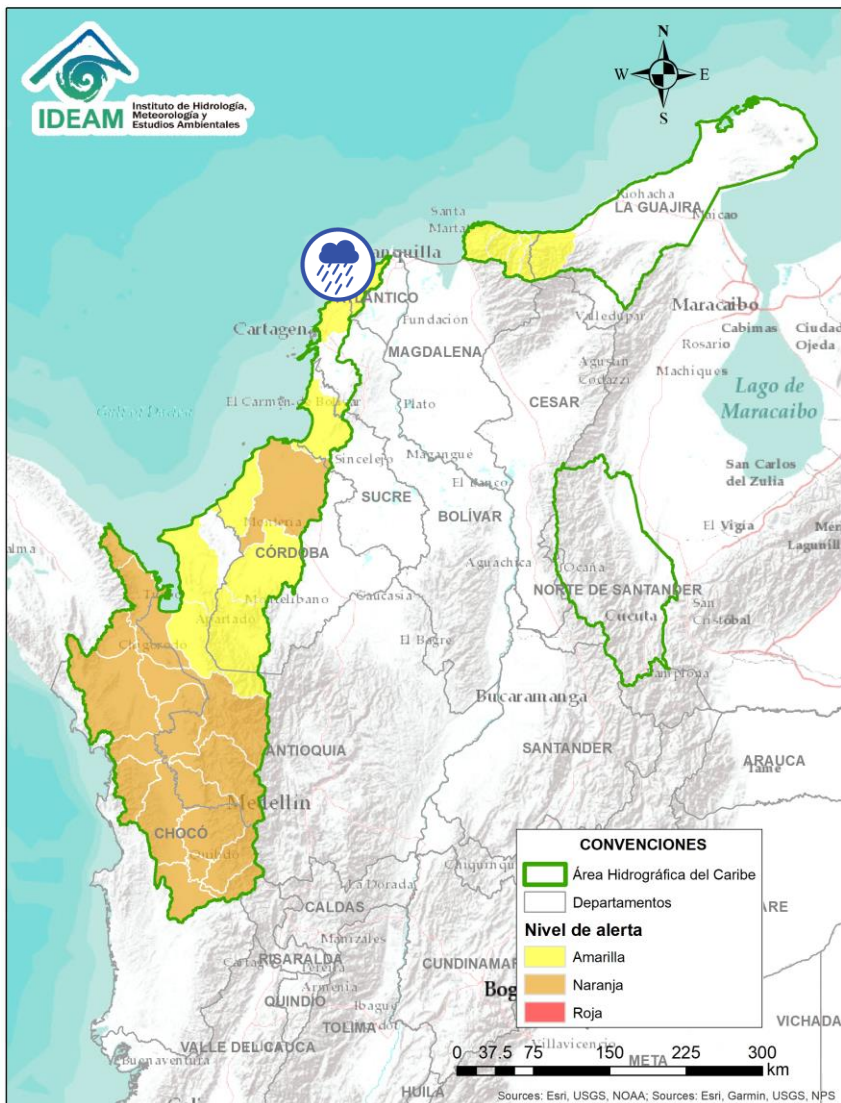 IDEAM
Instituto de Hidrología,
Meteorología y
Estudios Ambientales
N
W
E
S
Riohacha
LA GUAJIRA
Maicao
Santa
Marta
Cartagena
Fundación
MAGDALENA
Valledupar
Maracaibo
Cabimas
Ciudad
Ojeda
Rosario
Machiques
Agustín
Codazzi
Lago de
Maracaibo
CESAR
El Carmen de Bolívar
Plato
Sincelejo
Magangué
SUCRE
El Banco
BOLÍVAR
San Carlos
del Zulia
El Vigía
Montería
CÓRDOBA
Aguachica
Ocaña
NORTE DE SANTANDER
Montelíbano
Caucasia
Apartadó
Cúcuta
San
Cristóbal
Chigorodó
El Bagre
Bucaramanga
SANTANDER
ANTIOQUIA
ARAUCA
Tame
Medellín
CHOCÓ
Quibdó
La Dorada
CALDAS
Manizales
RISARALDA
Pereira
Armenia
QUINDÍO
Ibagué
TOLIMA
VALLE DEL CAUCA
Buenaventura
HUILA
Villavicencio
META
VICHADA
CONVENCIONES
Área Hidrográfica del Caribe
Departamentos
Nivel de alerta
Amarilla
Naranja
Roja
0 37.5 75 150 225 300
km
Sources: Esri, USGS, NOAA; Sources: Esri, Garmin, USGS, NPS